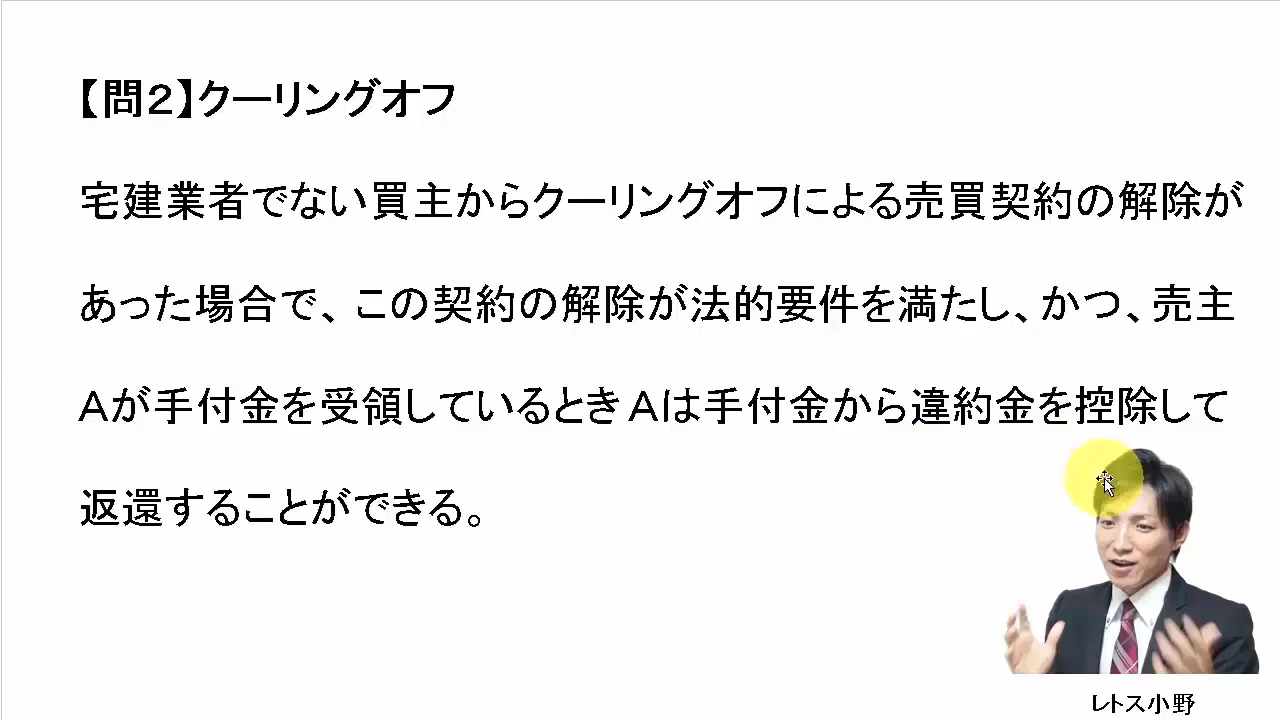 【問２】クーリングオフ
宅建業者でない買主からクーリングオフによる売買契約の解除が
あった場合で、この契約の解除が法的要件を満たし、かつ、売主
Ａが手付金を受領しているときＡは手付金から違約金を控除して
返還することができる。
レトス小野